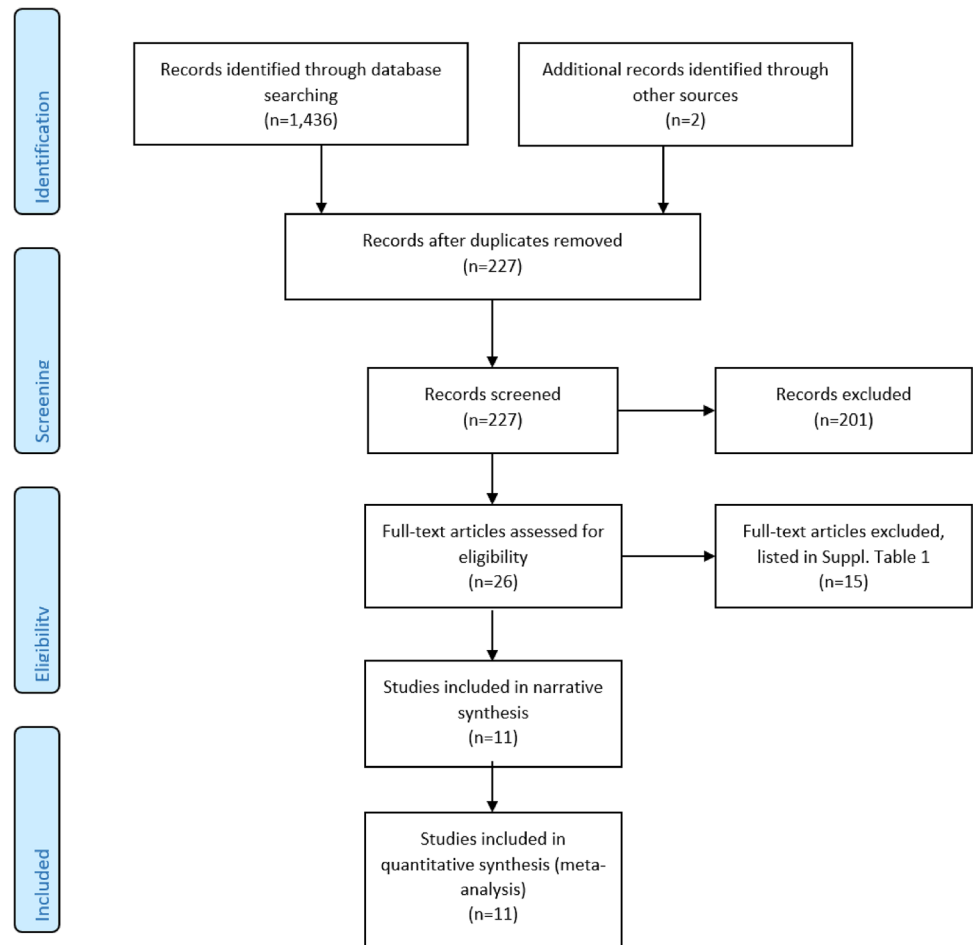 Identification
Records identified through database
searching
(n=1,436)
Additional records identified through
other sources
(n=2)
Records after duplicates removed
(n=227)
Screening
Records screened
(n=227)
Records excluded
(n=201)
Eligibility
Full-text articles assessed for
eligibility
(n=26)
Full-text articles excluded,
listed in Suppl. Table 1
(n=15)
Studies included in narrative
synthesis
(n=11)
Included
Studies included in
quantitative synthesis (meta-
analysis)
(n=11)